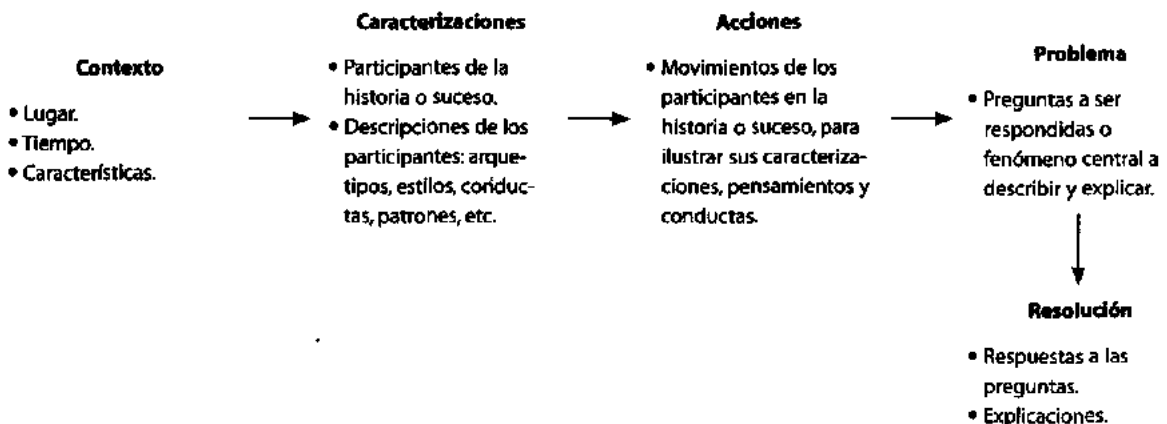 Contexto
• Lugar.
• Tiempo.
• Características.
Caracterizaciones
• Participantes de la
historia o suceso.
• Descripciones de los
participantes: arque-
tipos, estilos, conduc-
tas, patrones, etc.
Acciones
• Movimientos de los
participantes en la
historia o suceso, para
ilustrar sus caracteriza-
ciones, pensamientos y
conductas.
Problema
• Preguntas a ser
respondidas o
fenómeno central a
describir y explicar.
Resolución
• Respuestas a las
preguntas.
• Explicaciones.